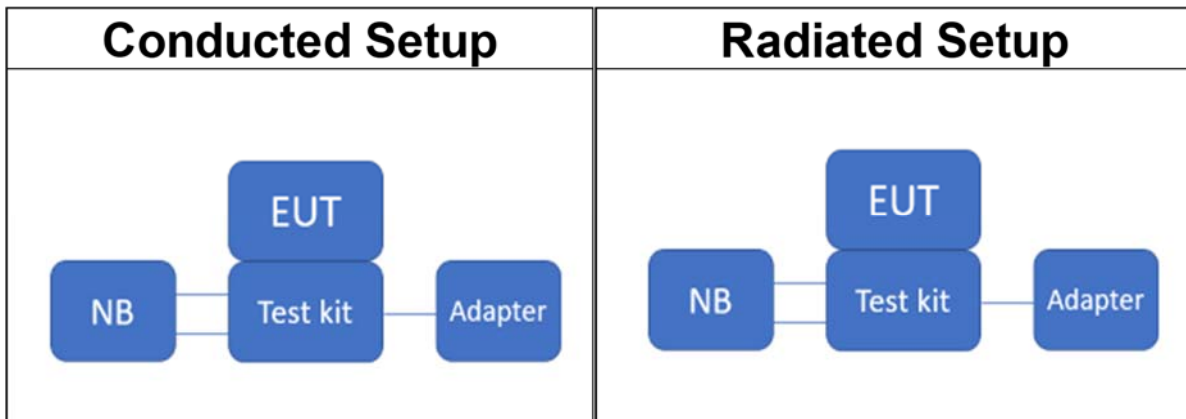 Conducted Setup
EUT
NB
Test kit
Adapter
Radiated Setup
EUT
NB
Test kit
Adapter